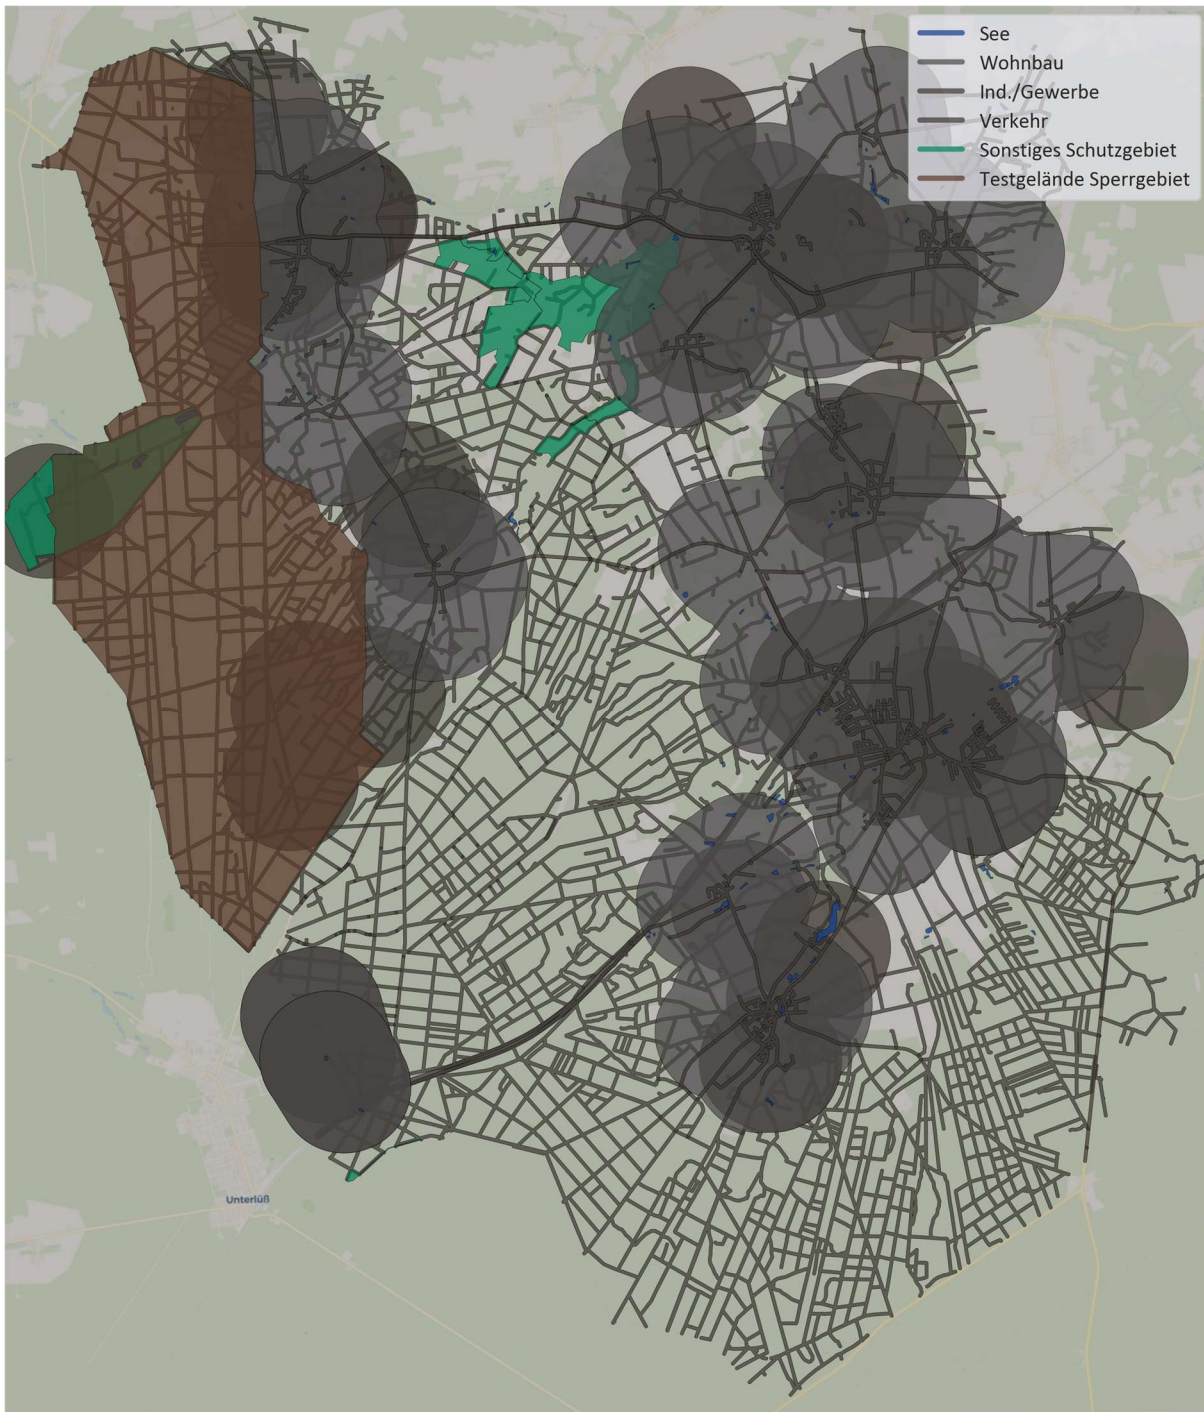 See
Wohnbau
Ind./Gewerbe
Verkehr
Sonstiges Schutzgebiet
Testgelände Sperrgebiet
Unterlüß